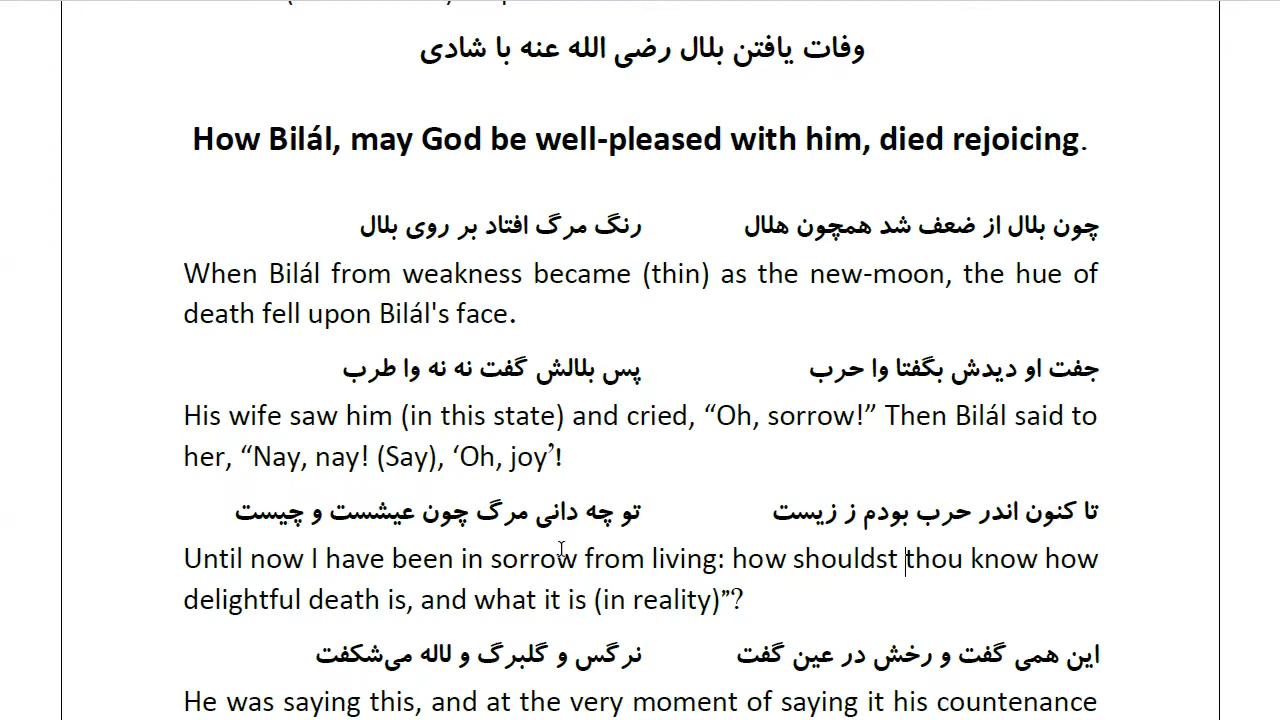 وفات یافتن بلال رضی الله عنه با شادی
How Bilál, may God be well-pleased with him, died rejoicing.
چون بلال از ضعف شد همچون هلال رنگ مرگ افتاد بر روی بلال
When Bilál from weakness became (thin) as the new-moon, the hue of
death fell upon Bilál's face.
جفت او دیدش بگفتا وا حرب پس بلالش گفت نه نه وا طرب
His wife saw him (in this state) and cried, “Oh, sorrow!” Then Bilál said to
her, “Nay, nay! (Say), ‘Oh, joy’!
تا کنون اندر حرب بودم ز زیست تو چه دانی مرگ چون عیشست و چیست
Until now I have been in sorrow from living: how shouldst thou know how
delightful death is, and what it is (in reality)”?
این همی گفت و رخش در عین گفت نرگس و گلبرگ و لاله می‌شکفت
He was saying this, and at the very moment of saying it his countenance